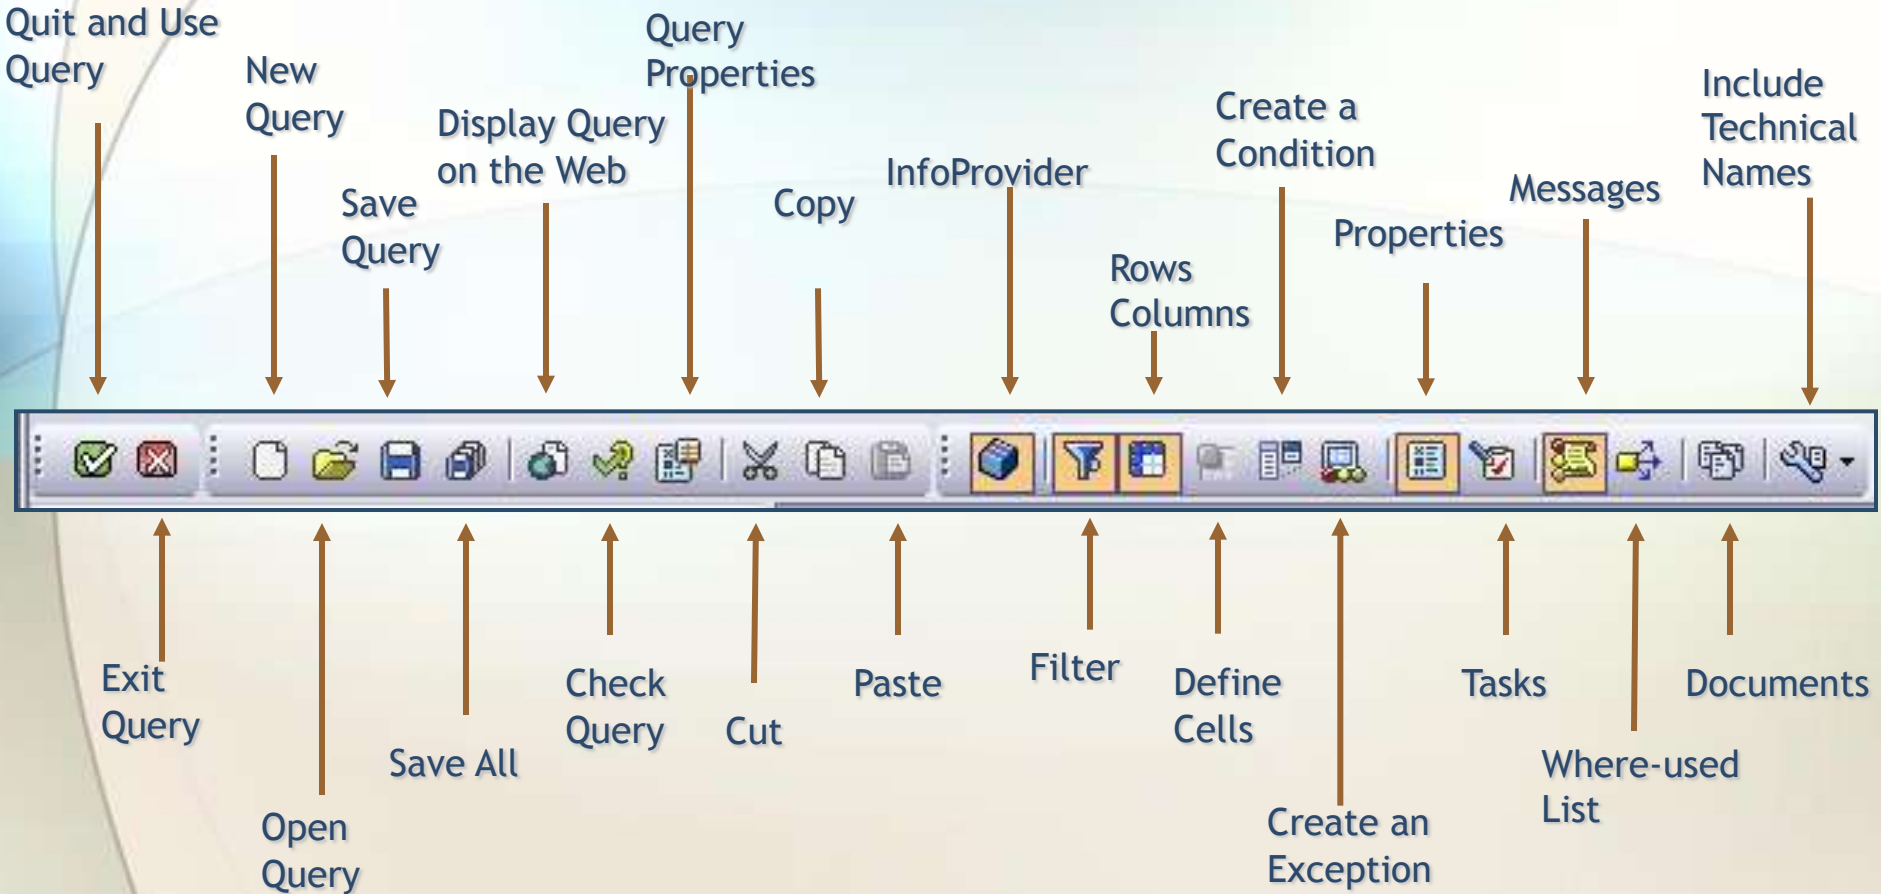 Quit and Use
Query
New
Query
Save
Query
Display Query
on the Web
Query
Properties
Copy
InfoProvider
Rows
Columns
Create a
Condition
Properties
Messages
Include
Technical
Names
Exit
Query
Open
Query
Save All
Check
Query
Cut
Paste
Filter
Define
Cells
Create an
Exception
Tasks
Where-used
List
Documents